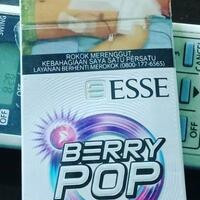 ROKOK MERENGGUT
KEBAHAGIAAN SAYA SATU PERSATU
LAYANAN BERHENTI MEROKOK (0800-177-6565)
ESSE
BERRY
POP